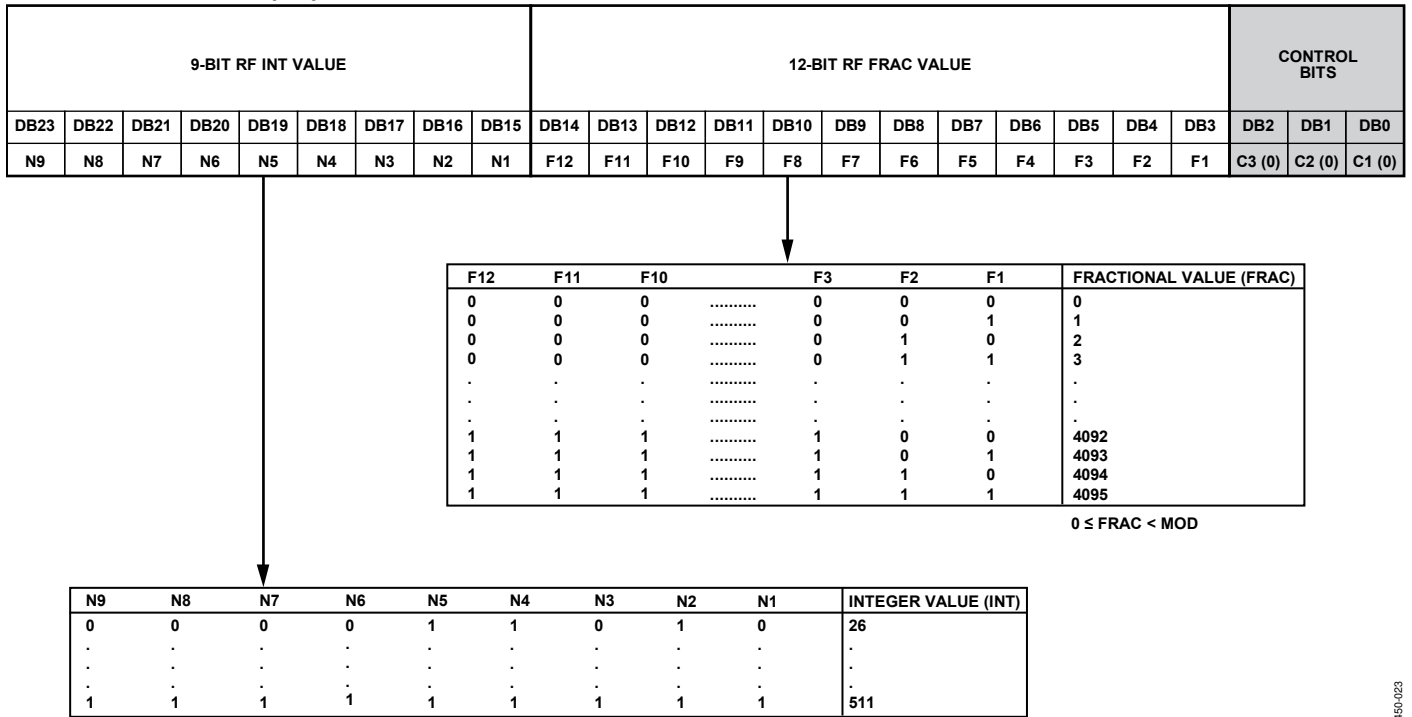 9-BIT RF INT VALUE 12-BIT RF FRAC VALUE CONTROL
BITS
DB23 DB22 DB21 DB20 DB19 DB18 DB17 DB16 DB15 DB14 DB13 DB12 DB11 DB10 DB9 DB8 DB7 DB6 DB5 DB4 DB3 DB2 DB1 DB0
N9 N8 N7 N6 N5 N4 N3 N2 N1 F12 F11 F10 F9 F8 F7 F6 F5 F4 F3 F2 F1 C3 (0) C2 (0) C1 (0)
F12 F11 F10 F3 F2 F1 FRACTIONAL VALUE (FRAC)
0 0 0 .......... 0 0 0 0
0 0 0 .......... 0 0 1 1
0 0 0 .......... 0 1 0 2
0 0 0 .......... 0 1 1 3
. . . .......... . . . .
. . . .......... . . . .
. . . .......... . . . .
1 1 1 .......... 1 0 0 4092
1 1 1 .......... 1 0 1 4093
1 1 1 .......... 1 1 0 4094
1 1 1 .......... 1 1 1 4095
0 ≤ FRAC < MOD
N9 N8 N7 N6 N5 N4 N3 N2 N1 INTEGER VALUE (INT)
0 0 0 0 1 1 0 1 0 26
. . . . . . . . . .
. . . . . . . . . .
. . . . . . . . . .
1 1 1 1 1 1 1 1 1 511
450-023